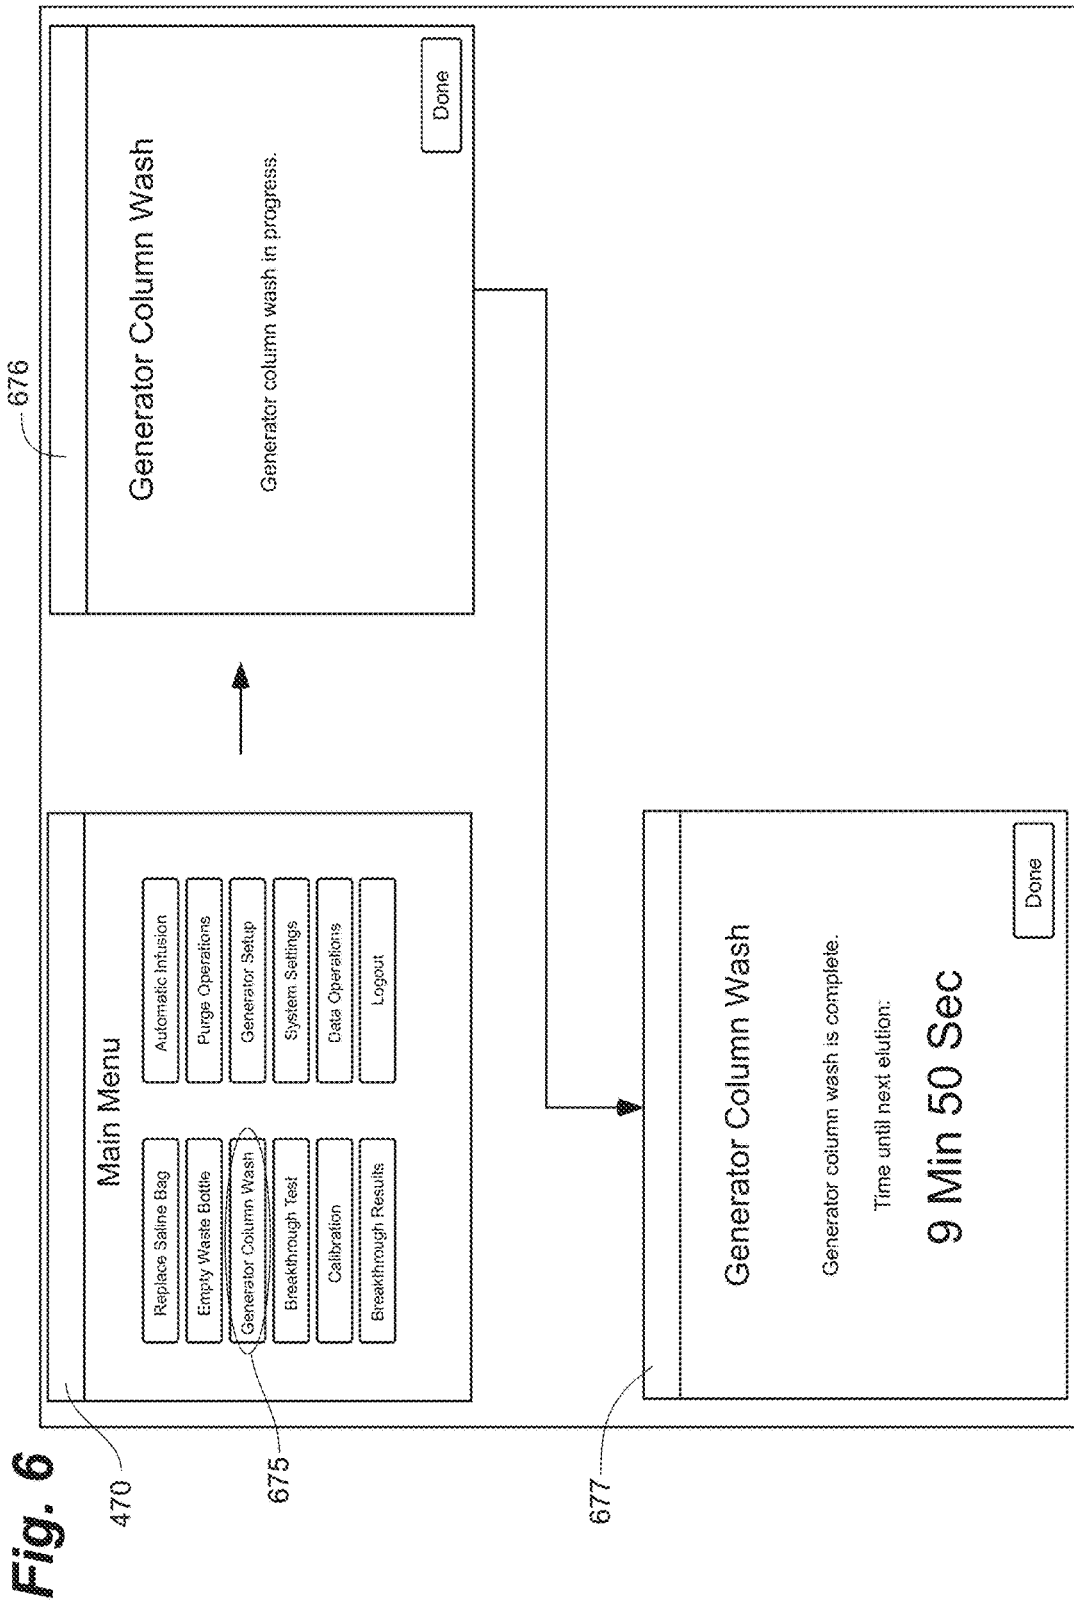 Fig. 6
470
Main Menu
Replace Saline Bag
Automatic Infusion
Empty Waste Bottle
Purge Operations
Generator Column Wash
Generator Setup
Breakthrough Test
System Settings
Calibration
Data Operations
Breakthrough Results
Logout
675
676
Generator Column Wash
Generator column wash in progress.
Done
677
Generator Column Wash
Generator column wash is complete.
Time until next elution:
9 Min 50 Sec
Done